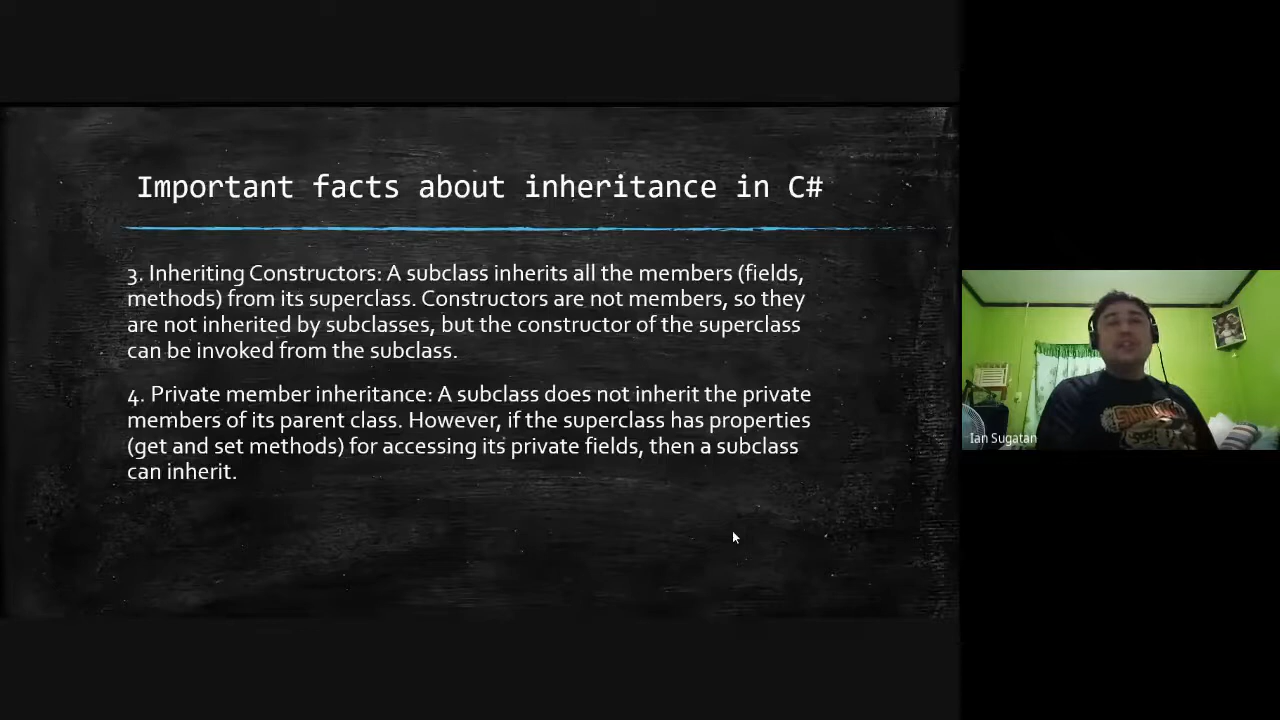 Important facts about inheritance in C#
3. Inheriting Constructors: A subclass inherits all the members (fields,
methods) from its superclass. Constructors are not members, so they
are not inherited by subclasses, but the constructor of the superclass
can be invoked from the subclass.
4. Private member inheritance: A subclass does not inherit the private
members of its parent class. However, if the superclass has properties
(get and set methods) for accessing its private fields, then a subclass
can inherit.
Ian Sugatan